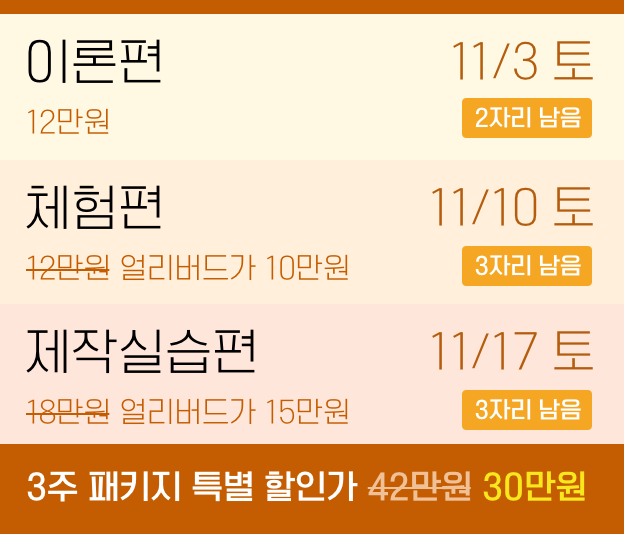 이론편 11/3 토
12만원 2자리 남음
체험편 11/10 토
12만원 얼리버드가 10만원 3자리 남음
제작실습편 11/17 토
18만원 얼리버드가 15만원 3자리 남음
3주 패키지 특별 할인가 42만원 30만원